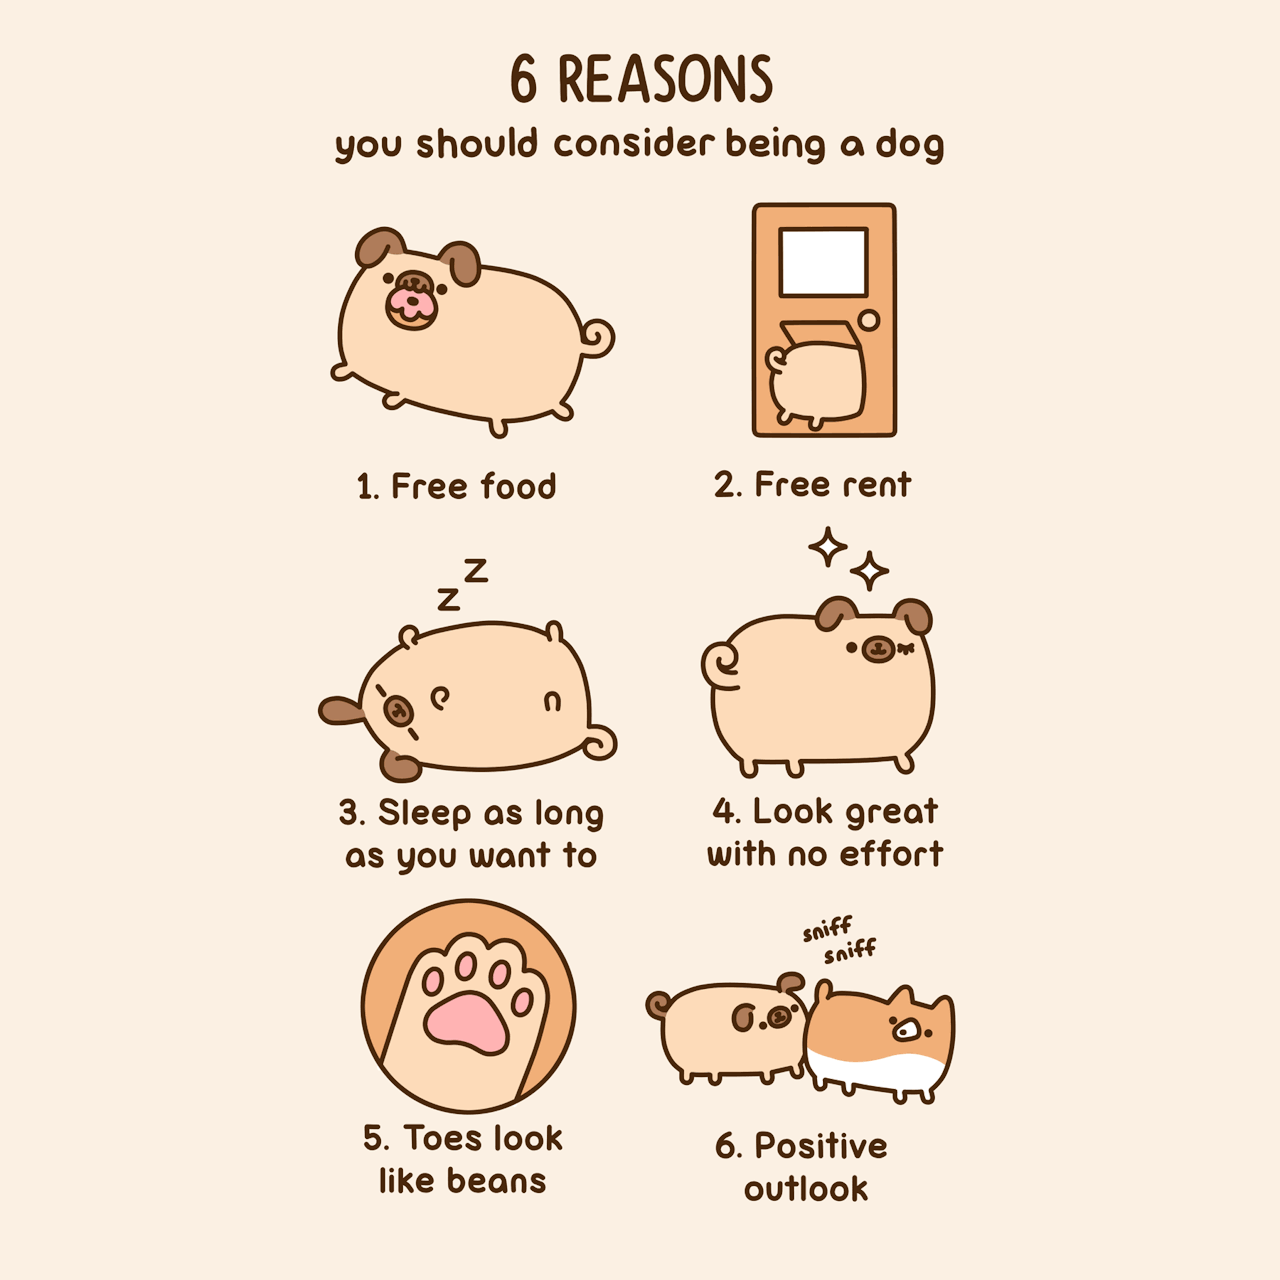 6 REASONS
you should consider being a dog
1. Free food
2. Free rent
z
z
3. Sleep as long
as you want to
4. Look great
with no effort
5. Toes look
like beans
sniff
sniff
6. Positive
outlook